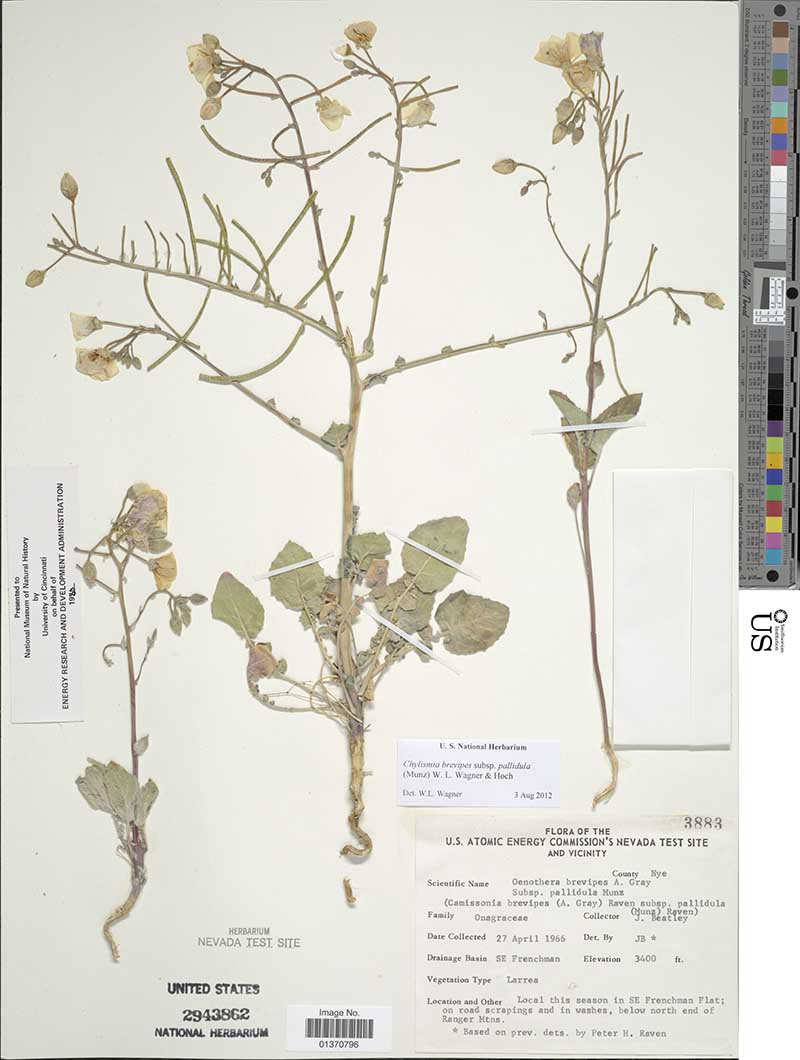 Presented to
National Museum of Natural History
by
University of Cincinnati
on behalf of
ENERGY RESEARCH AND DEVELOPMENT ADMINISTRATION
Golden Thread
Smithsonian
Institution
US
U. S. National Herbarium
Chylismia brevipes subsp. pallidula
(Munz) W. L. Wagner & Hoch
Det. W.L. Wagner 3 Aug 2012
3883
FLORA OF THE
U.S. ATOMIC ENERGY COMMISSION'S NEVADA TEST SITE
AND VICINITY
County Nye
Scientific Name Oenothera brevipes A. Gray
Subsp. pallidula Munz
(Camissonia brevipes (A. Gray) Raven subsp. pallidula
(Munz) Raven)
Family Onagraceae Collector J. Beatley
Date Collected 27 April 1966 Det. By JB *
Drainage Basin SE Frenchman Elevation 3400 ft.
Vegetation Type Larrea
Location and Other Local this season in SE Frenchman Flat;
on road scrapings and in washes, below north end of
Ranger Mtns.
* Based on prev. dets. by Peter H. Raven
HERBARIUM
NEVADA TEST SITE
UNITED STATES
2943862
NATIONAL HERBARIUM
Image No.
01370796